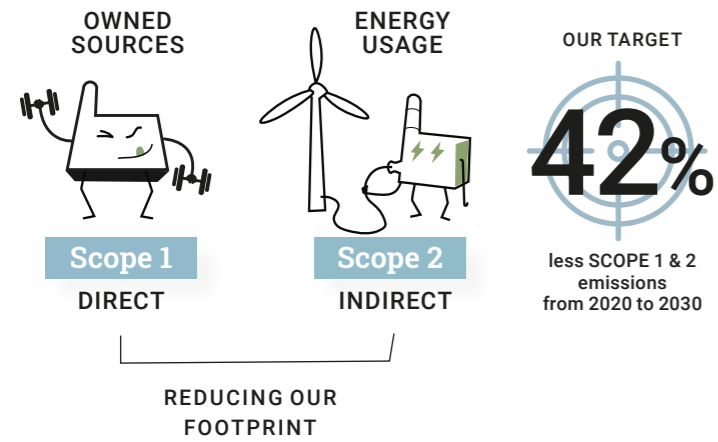 OWNED
SOURCES
Scope 1
DIRECT
ENERGY
USAGE
Scope 2
INDIRECT
REDUCING OUR
FOOTPRINT
OUR TARGET
42%
less SCOPE 1 & 2
emissions
from 2020 to 2030